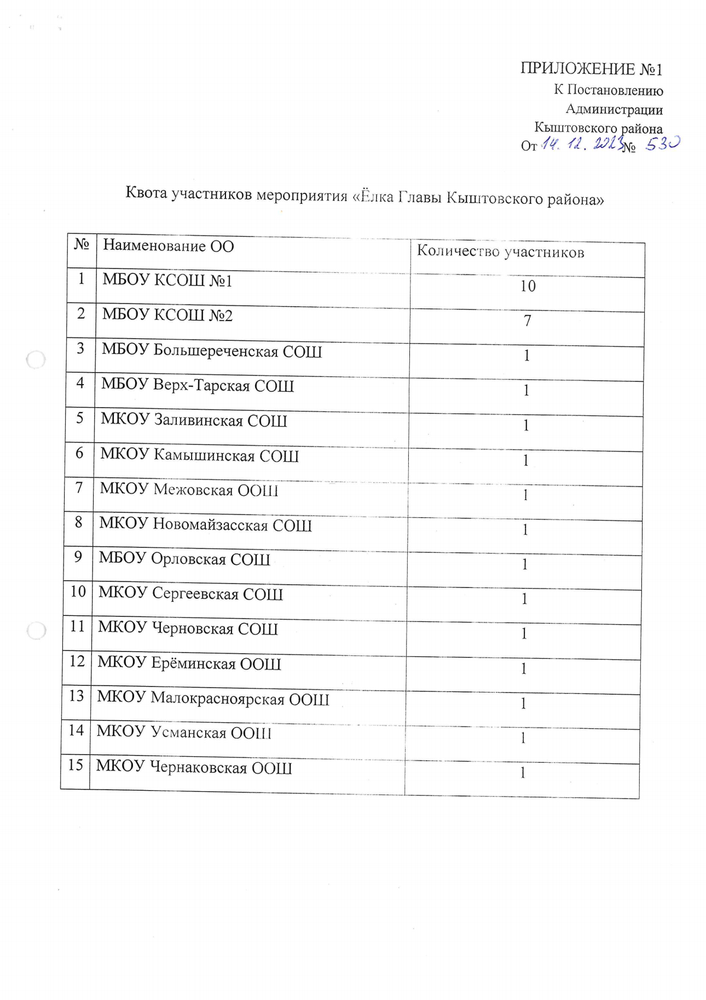 ПРИЛОЖЕНИЕ №1
К Постановлению
Администрации
Кыштовского района
От 14.12.2023 № 530
Квота участников мероприятия «Ёлка Главы Кыштовского района»
№ Наименование ОО Количество участников
1 МБОУ КСОШ №1 10
2 МБОУ КСОШ №2 7
3 МБОУ Большереченская СОШ 1
4 МБОУ Верх-Тарская СОШ 1
5 МКОУ Заливинская СОШ 1
6 МКОУ Камышинская СОШ 1
7 МКОУ Межовская ООШ 1
8 МКОУ Новомайзасская СОШ 1
9 МБОУ Орловская СОШ 1
10 МКОУ Сергеевская СОШ 1
11 МКОУ Черновская СОШ 1
12 МКОУ Ерёминская ООШ 1
13 МКОУ Малокрасноярская ООШ 1
14 МКОУ Усманская ООШ 1
15 МКОУ Чернаковская ООШ 1